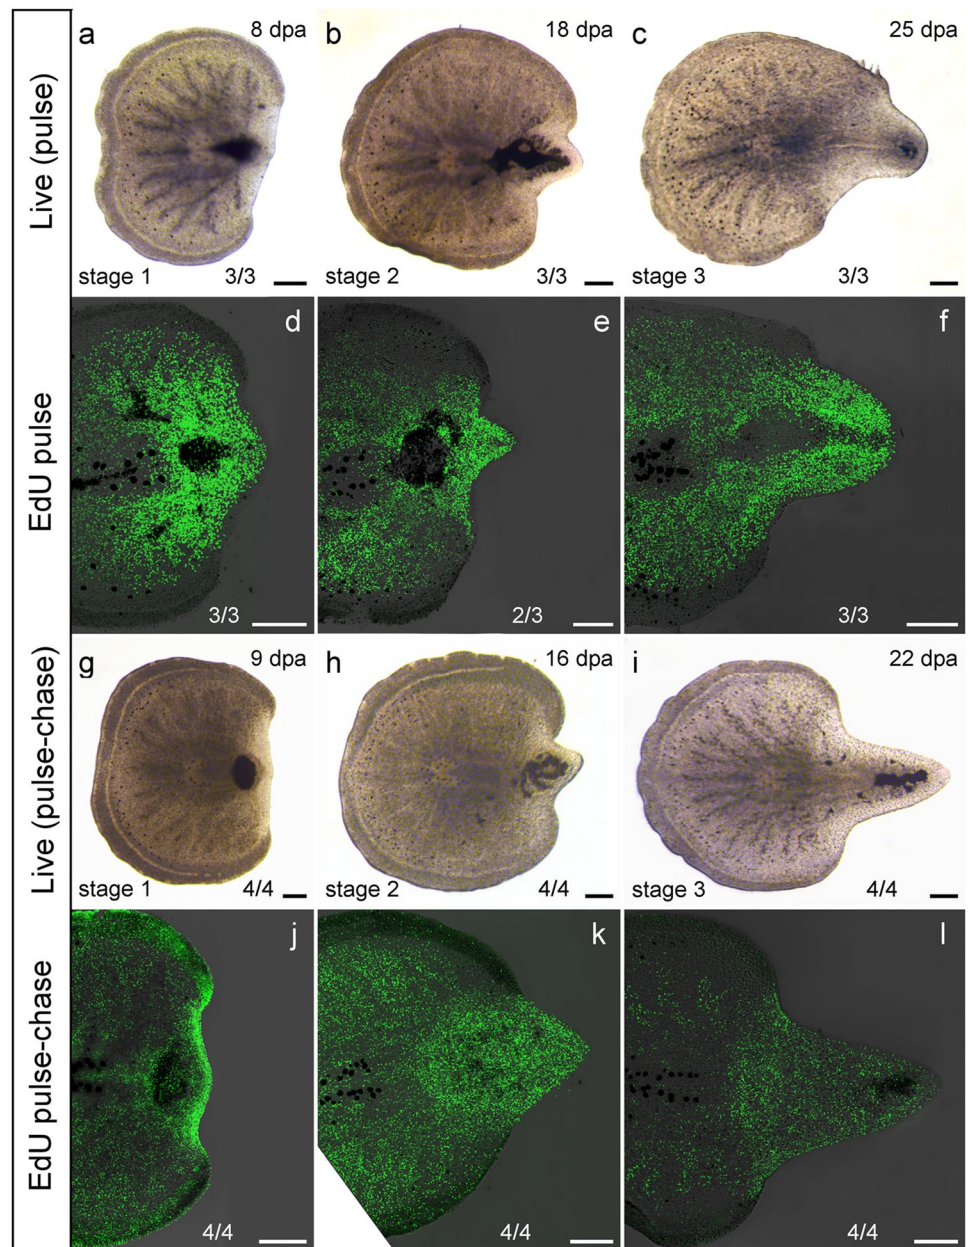 Live (pulse)
a 8 dpa
stage 1 3/3
b 18 dpa
stage 2 3/3
c 25 dpa
stage 3 3/3
EdU pulse
d
3/3
e
2/3
f
3/3
Live (pulse-chase)
g 9 dpa
stage 1 4/4
h 16 dpa
stage 2 4/4
i 22 dpa
stage 3 4/4
EdU pulse-chase
j
4/4
k
4/4
l
4/4